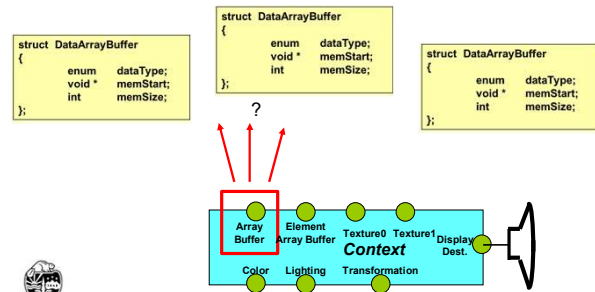 struct DataArrayBuffer
{
enum dataType;
void * memStart;
int memSize;
};
struct DataArrayBuffer
{
enum dataType;
void * memStart;
int memSize;
};
struct DataArrayBuffer
{
enum dataType;
void * memStart;
int memSize;
};
?
Array
Buffer
Element
Array Buffer
Texture0
Texture1
Display
Dest.
Context
Color
Lighting
Transformation